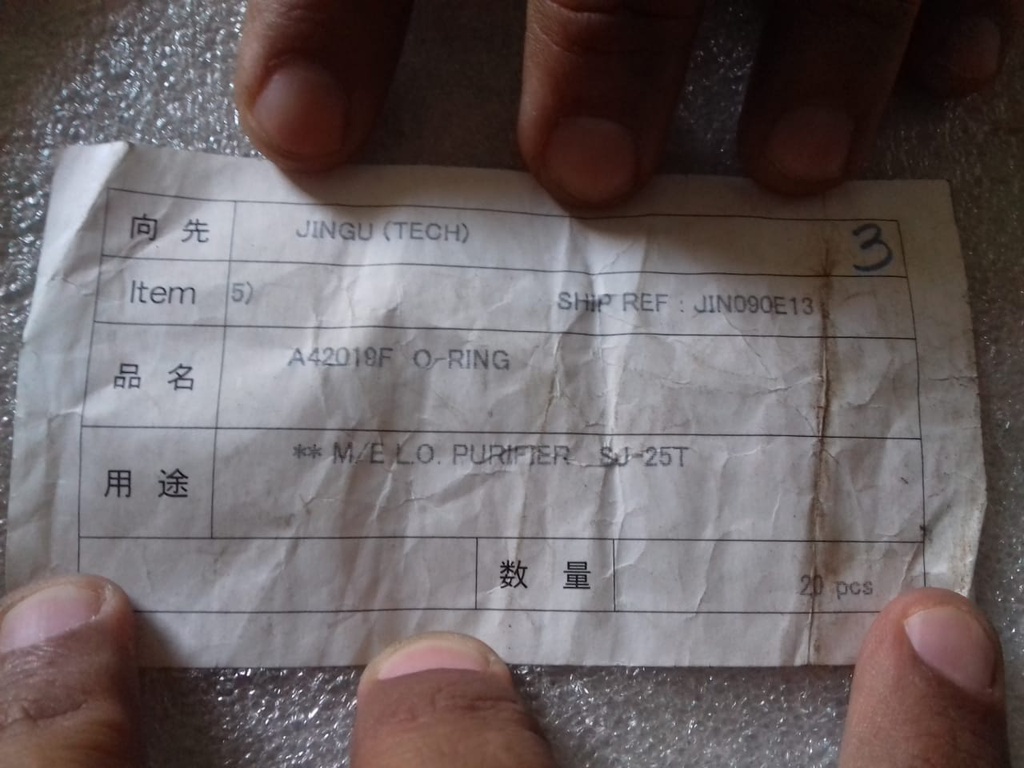 向先 JINGU (TECH) 3
Item 5) SHIP REF : JIN090E13
品名 A42019F O-RING
用途 ** M/E L.O. PURIFIER SJ-25T
数量 20 pcs